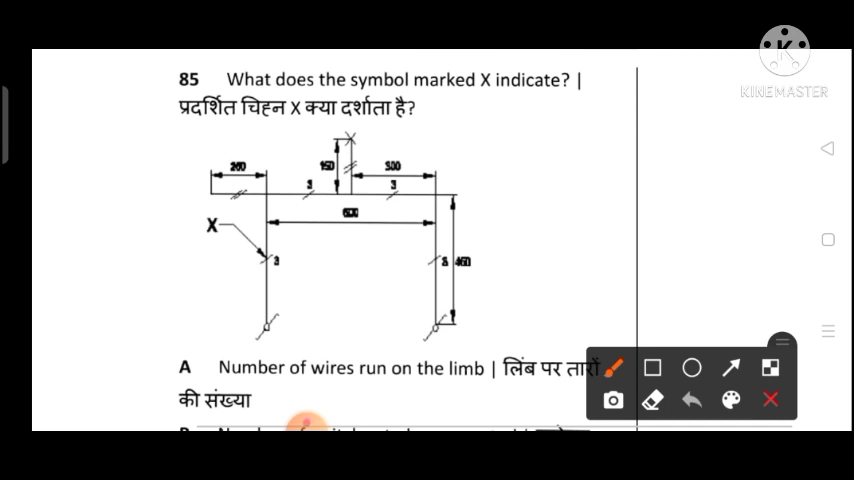 KINEMASTER
85 What does the symbol marked X indicate? |
प्रदर्शित चिह्न X क्या दर्शाता है?
150
300
3
3
600
X
3
3
450
A Number of wires run on the limb | लिंब पर तारों
की संख्या